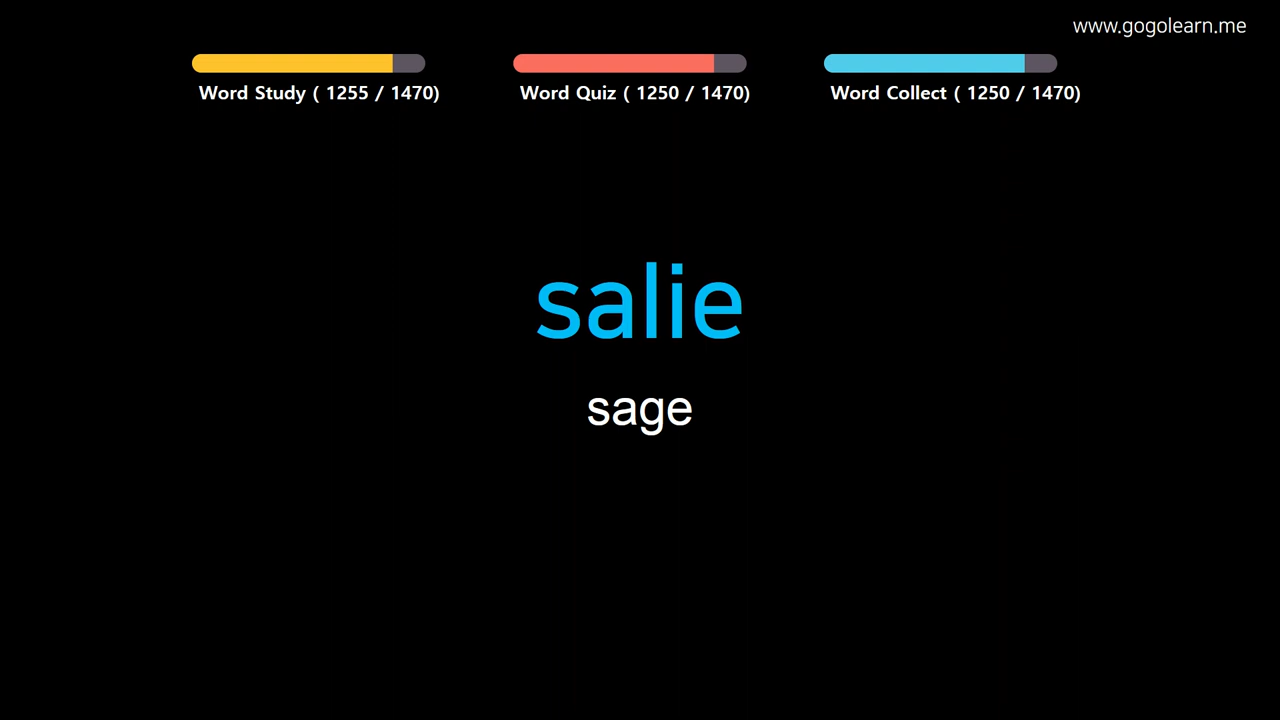 www.gogolearn.me
Word Study ( 1255 / 1470)
Word Quiz ( 1250 / 1470)
Word Collect ( 1250 / 1470)
salie
sage